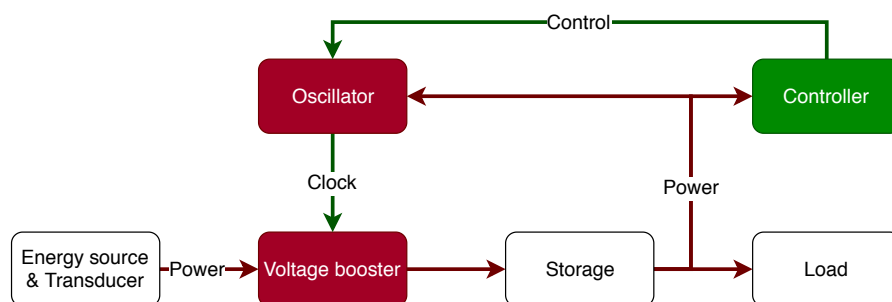 Control
Oscillator
Controller
Clock
Power
Energy source
& Transducer
Power
Voltage booster
Storage
Load